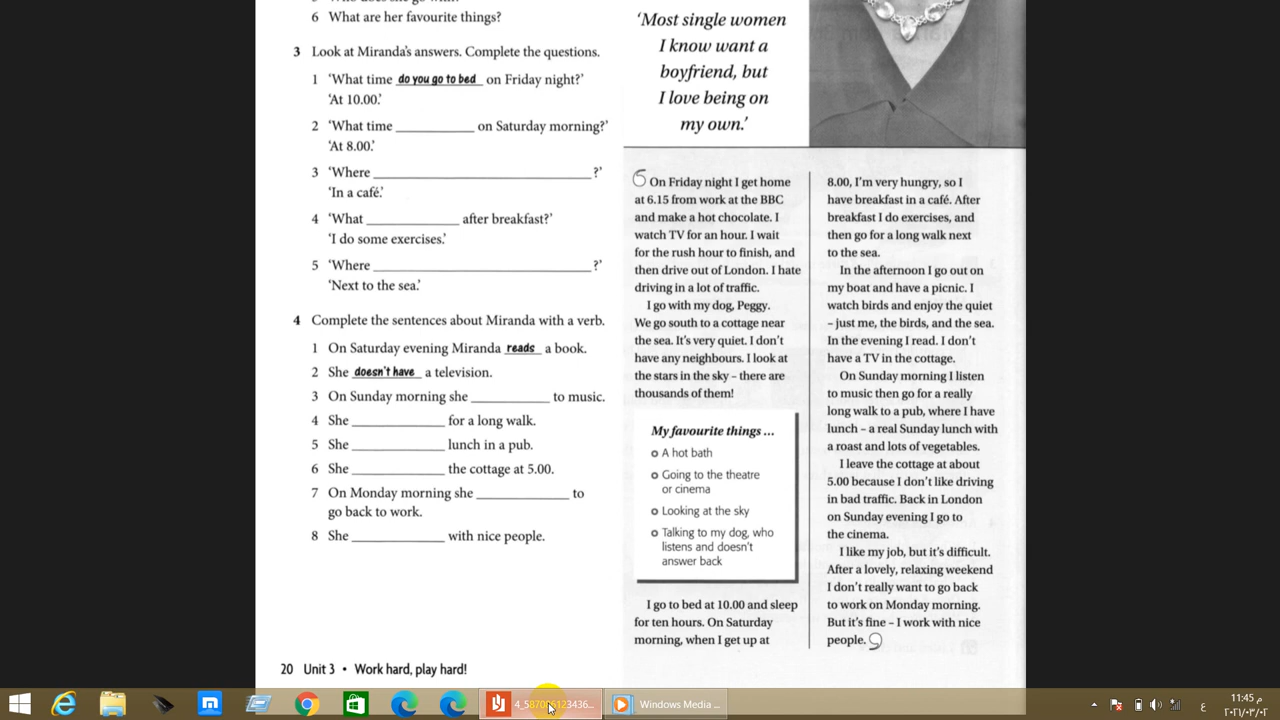 6 What are her favourite things?
3 Look at Miranda's answers. Complete the questions.
1 'What time do you go to bed on Friday night?'
'At 10.00.'
2 'What time __________ on Saturday morning?'
'At 8.00.'
3 'Where __________?'
'In a café.'
4 'What __________ after breakfast?'
'I do some exercises.'
5 'Where __________?'
'Next to the sea.'
4 Complete the sentences about Miranda with a verb.
1 On Saturday evening Miranda reads a book.
2 She doesn't have a television.
3 On Sunday morning she __________ to music.
4 She __________ for a long walk.
5 She __________ lunch in a pub.
6 She __________ the cottage at 5.00.
7 On Monday morning she __________ to
go back to work.
8 She __________ with nice people.
20 Unit 3 • Work hard, play hard!
'Most single women
I know want a
boyfriend, but
I love being on
my own.'
On Friday night I get home
at 6.15 from work at the BBC
and make a hot chocolate. I
watch TV for an hour. I wait
for the rush hour to finish, and
then drive out of London. I hate
driving in a lot of traffic.
I go with my dog, Peggy.
We go south to a cottage near
the sea. It's very quiet. I don't
have any neighbours. I look at
the stars in the sky – there are
thousands of them!
My favourite things ...
A hot bath
Going to the theatre
or cinema
Looking at the sky
Talking to my dog, who
listens and doesn't
answer back
I go to bed at 10.00 and sleep
for ten hours. On Saturday
morning, when I get up at
8.00, I'm very hungry, so I
have breakfast in a café. After
breakfast I do exercises, and
then go for a long walk next
to the sea.
In the afternoon I go out on
my boat and have a picnic. I
watch birds and enjoy the quiet
– just me, the birds, and the sea.
In the evening I read. I don't
have a TV in the cottage.
On Sunday morning I listen
to music then go for a really
long walk to a pub, where I have
lunch – a real Sunday lunch with
a roast and lots of vegetables.
I leave the cottage at about
5.00 because I don't like driving
in bad traffic. Back in London
on Sunday evening I go to
the cinema.
I like my job, but it's difficult.
After a lovely, relaxing weekend
I don't really want to go back
to work on Monday morning.
But it's fine – I work with nice
people.
Windows Media ...
ع
11:45 م